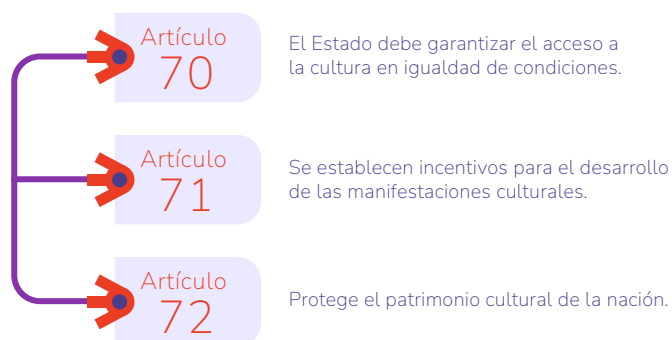 Artículo
70
El Estado debe garantizar el acceso a
la cultura en igualdad de condiciones.
Artículo
71
Se establecen incentivos para el desarrollo
de las manifestaciones culturales.
Artículo
72
Protege el patrimonio cultural de la nación.